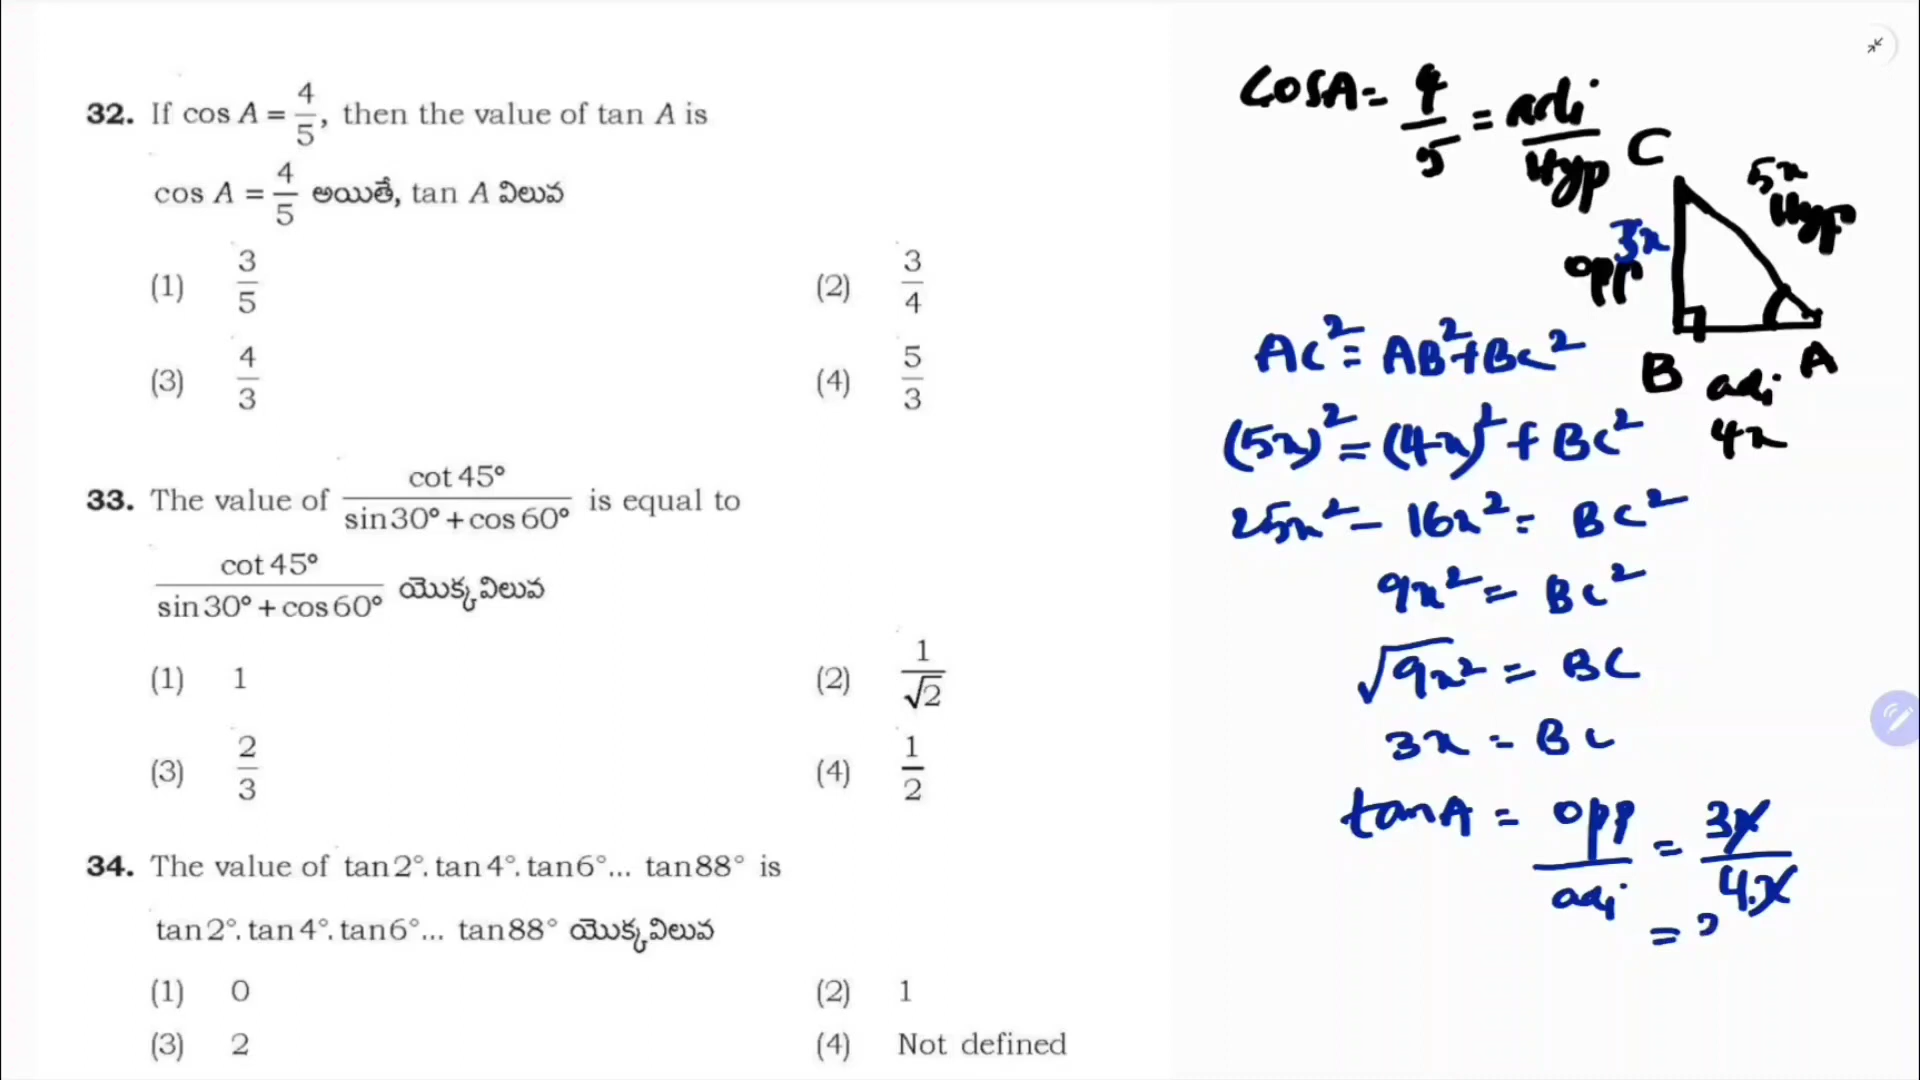 32. If cos A = 4/5, then the value of tan A is
cos A = 4/5 అయితే, tan A విలువ
(1) 3/5 (2) 3/4
(3) 4/3 (4) 5/3
33. The value of cot 45° / sin 30° + cos 60° is equal to
cot 45° / sin 30° + cos 60° యొక్క విలువ
(1) 1 (2) 1/√2
(3) 2/3 (4) 1/2
34. The value of tan 2°. tan 4°. tan 6°... tan 88° is
tan 2°. tan 4°. tan 6°... tan 88° యొక్క విలువ
(1) 0 (2) 1
(3) 2 (4) Not defined
cosA = 4/5 = adj/Hyp
C
5x
Hyp
3x
opp
B A
adj
4x
AC² = AB² + BC²
(5x)² = (4x)² + BC²
25x² - 16x² = BC²
9x² = BC²
√9x² = BC
3x = BC
tanA = opp/adj = 3x/4x
=